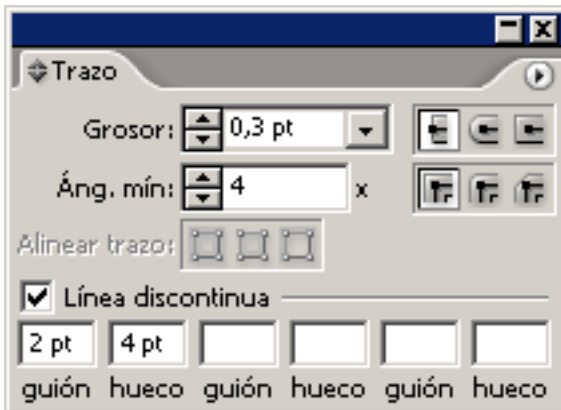 Trazo
Grosor: 0,3 pt
Áng. mín: 4 x
Alinear trazo:
Línea discontinua
2 pt 4 pt
guión hueco guión hueco guión hueco